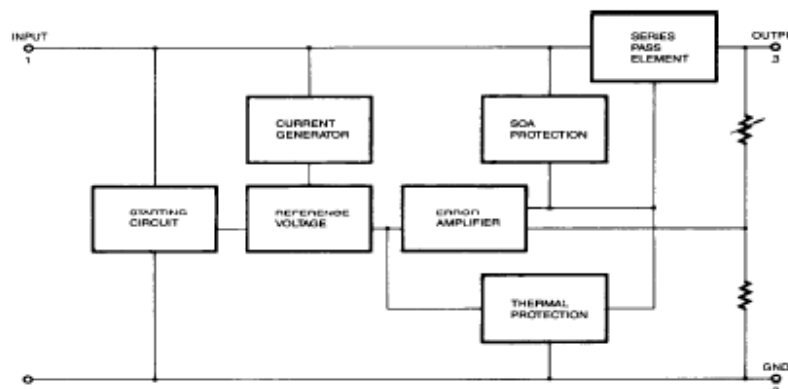 INPUT
1
SERIES
PASS
ELEMENT
OUTPU
3
CURRENT
GENERATOR
SOA
PROTECTION
STARTING
CIRCUIT
REFERENCE
VOLTAGE
ERROR
AMPLIFIER
THERMAL
PROTECTION
GND